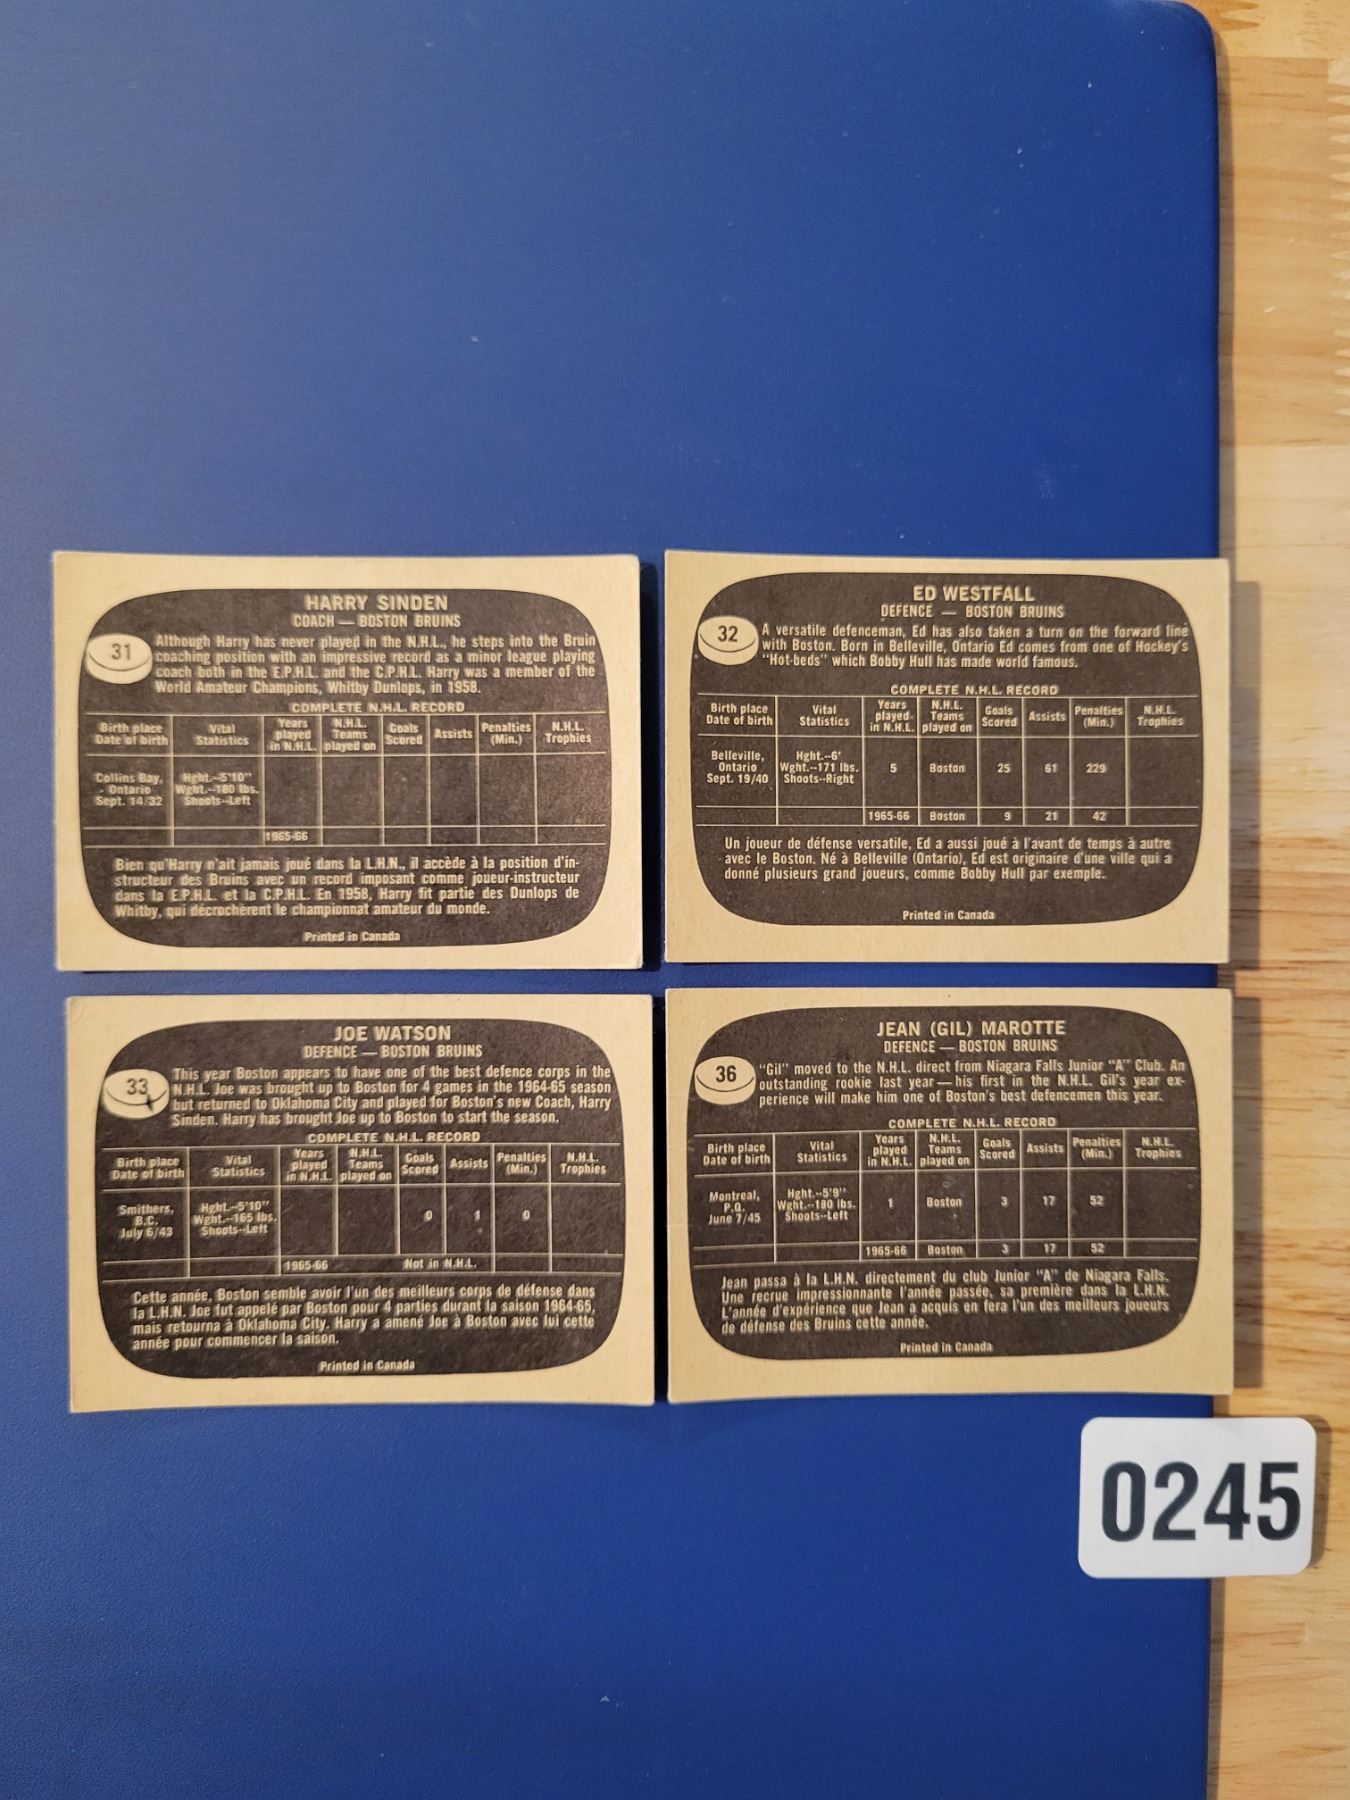 HARRY SINDEN
COACH — BOSTON BRUINS
31
Although Harry has never played in the N.H.L., he steps into the Bruin
coaching position with an impressive record as a minor league playing
coach both in the E.P.H.L. and the C.P.H.L. Harry was a member of the
World Amateur Champions, Whitby Dunlops, in 1958.
COMPLETE N.H.L. RECORD
Birth place Date of birth Vital Statistics Years played in N.H.L. N.H.L. Teams played on Goals Scored Assists Penalties (Min.) N.H.L. Trophies
Collins Bay, Hght.--5'10"
Ontario Wght.--180 lbs.
Sept. 14/32 Shoots--Left
1965-66
Bien qu'Harry n'ait jamais joué dans la L.H.N., il accède à la position d'in-
structeur des Bruins avec un record imposant comme joueur-instructeur
dans la E.P.H.L. et la C.P.H.L. En 1958, Harry fit partie des Dunlops de
Whitby, qui décrochèrent le championnat amateur du monde.
Printed in Canada
ED WESTFALL
DEFENCE — BOSTON BRUINS
32
A versatile defenceman, Ed has also taken a turn on the forward line
with Boston. Born in Belleville, Ontario Ed comes from one of Hockey's
"Hot-beds" which Bobby Hull has made world famous.
COMPLETE N.H.L. RECORD
Birth place Date of birth Vital Statistics Years played in N.H.L. N.H.L. Teams played on Goals Scored Assists Penalties (Min.) N.H.L. Trophies
Belleville, Hght.--6'
Ontario Wght.--171 lbs. 5 Boston 25 61 229
Sept. 19/40 Shoots--Right
1965-66 Boston 9 21 42
Un joueur de défense versatile, Ed a aussi joué à l'avant de temps à autre
avec le Boston. Né à Belleville (Ontario), Ed est originaire d'une ville qui a
donné plusieurs grand joueurs, comme Bobby Hull par exemple.
Printed in Canada
JOE WATSON
DEFENCE — BOSTON BRUINS
33
This year Boston appears to have one of the best defence corps in the
N.H.L. Joe was brought up to Boston for 4 games in the 1964-65 season
but returned to Oklahoma City and played for Boston's new Coach, Harry
Sinden. Harry has brought Joe up to Boston to start the season.
COMPLETE N.H.L. RECORD
Birth place Date of birth Vital Statistics Years played in N.H.L. N.H.L. Teams played on Goals Scored Assists Penalties (Min.) N.H.L. Trophies
Smithers, Hght.--5'10"
B.C. Wght.--165 lbs. 0 1 0
July 6/43 Shoots--Left
1965-66 Not in N.H.L.
Cette année, Boston semble avoir l'un des meilleurs corps de défense dans
la L.H.N. Joe fut appelé par Boston pour 4 parties durant la saison 1964-65,
mais retourna à Oklahoma City. Harry a amené Joe à Boston avec lui cette
année pour commencer la saison.
Printed in Canada
JEAN (GIL) MAROTTE
DEFENCE — BOSTON BRUINS
36
"Gil" moved to the N.H.L. direct from Niagara Falls Junior "A" Club. An
outstanding rookie last year — his first in the N.H.L. Gil's year ex-
perience will make him one of Boston's best defencemen this year.
COMPLETE N.H.L. RECORD
Birth place Date of birth Vital Statistics Years played in N.H.L. N.H.L. Teams played on Goals Scored Assists Penalties (Min.) N.H.L. Trophies
Montreal, Hght.--5'9"
P.Q. Wght.--180 lbs. 1 Boston 3 17 52
June 7/45 Shoots--Left
1965-66 Boston 3 17 52
Jean passa à la L.H.N. directement du club Junior "A" de Niagara Falls.
Une recrue impressionnante l'année passée, sa première dans la L.H.N.
L'année d'expérience que Jean a acquis en fera l'un des meilleurs joueurs
de défense des Bruins cette année.
Printed in Canada
0245